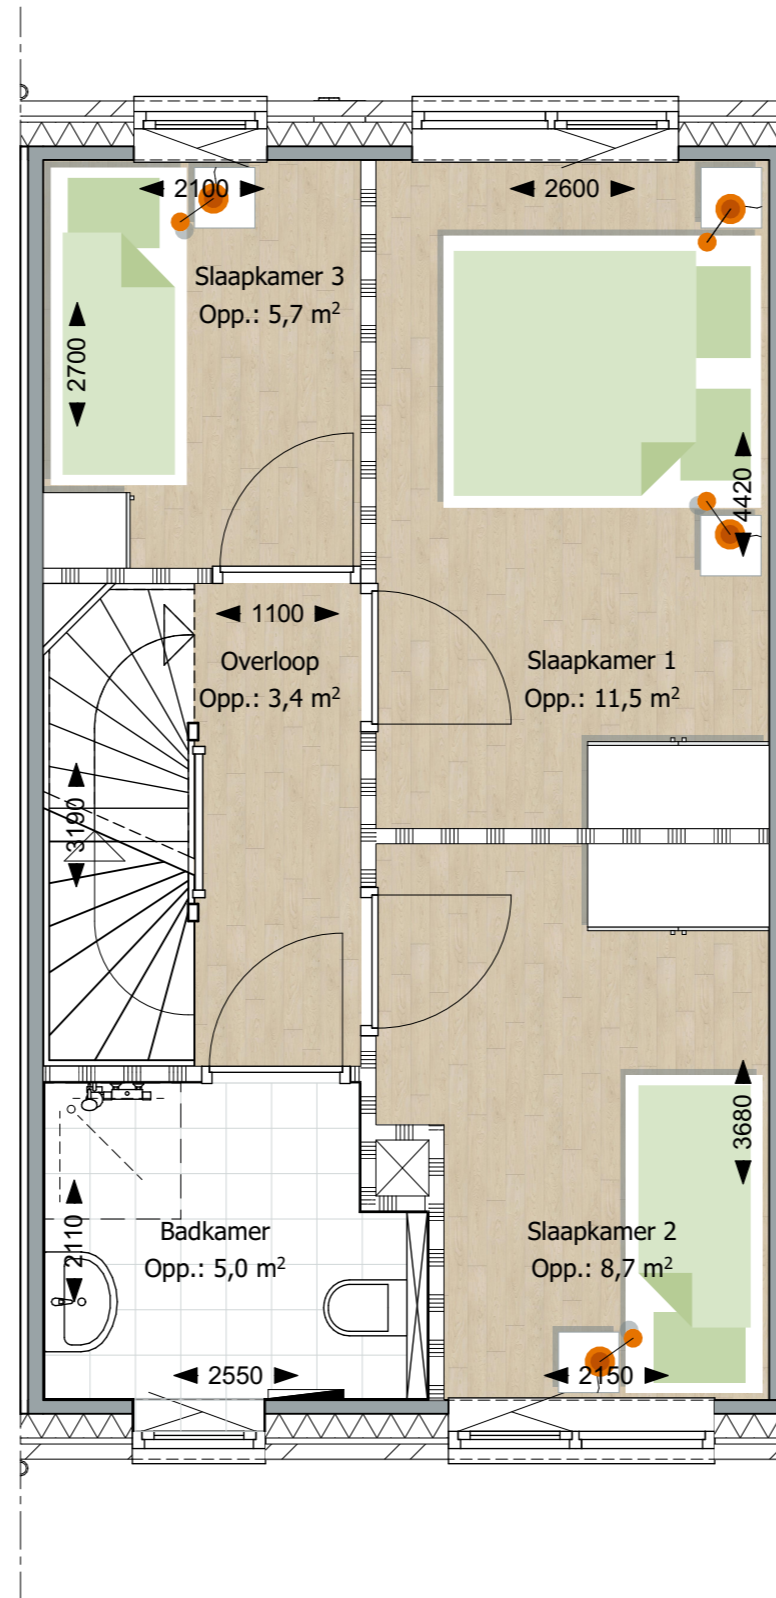 2100
2600
Slaapkamer 3
Opp.: 5,7 m²
2700
4420
1100
Overloop
Opp.: 3,4 m²
Slaapkamer 1
Opp.: 11,5 m²
3190
3680
2110
Badkamer
Opp.: 5,0 m²
Slaapkamer 2
Opp.: 8,7 m²
2550
2150